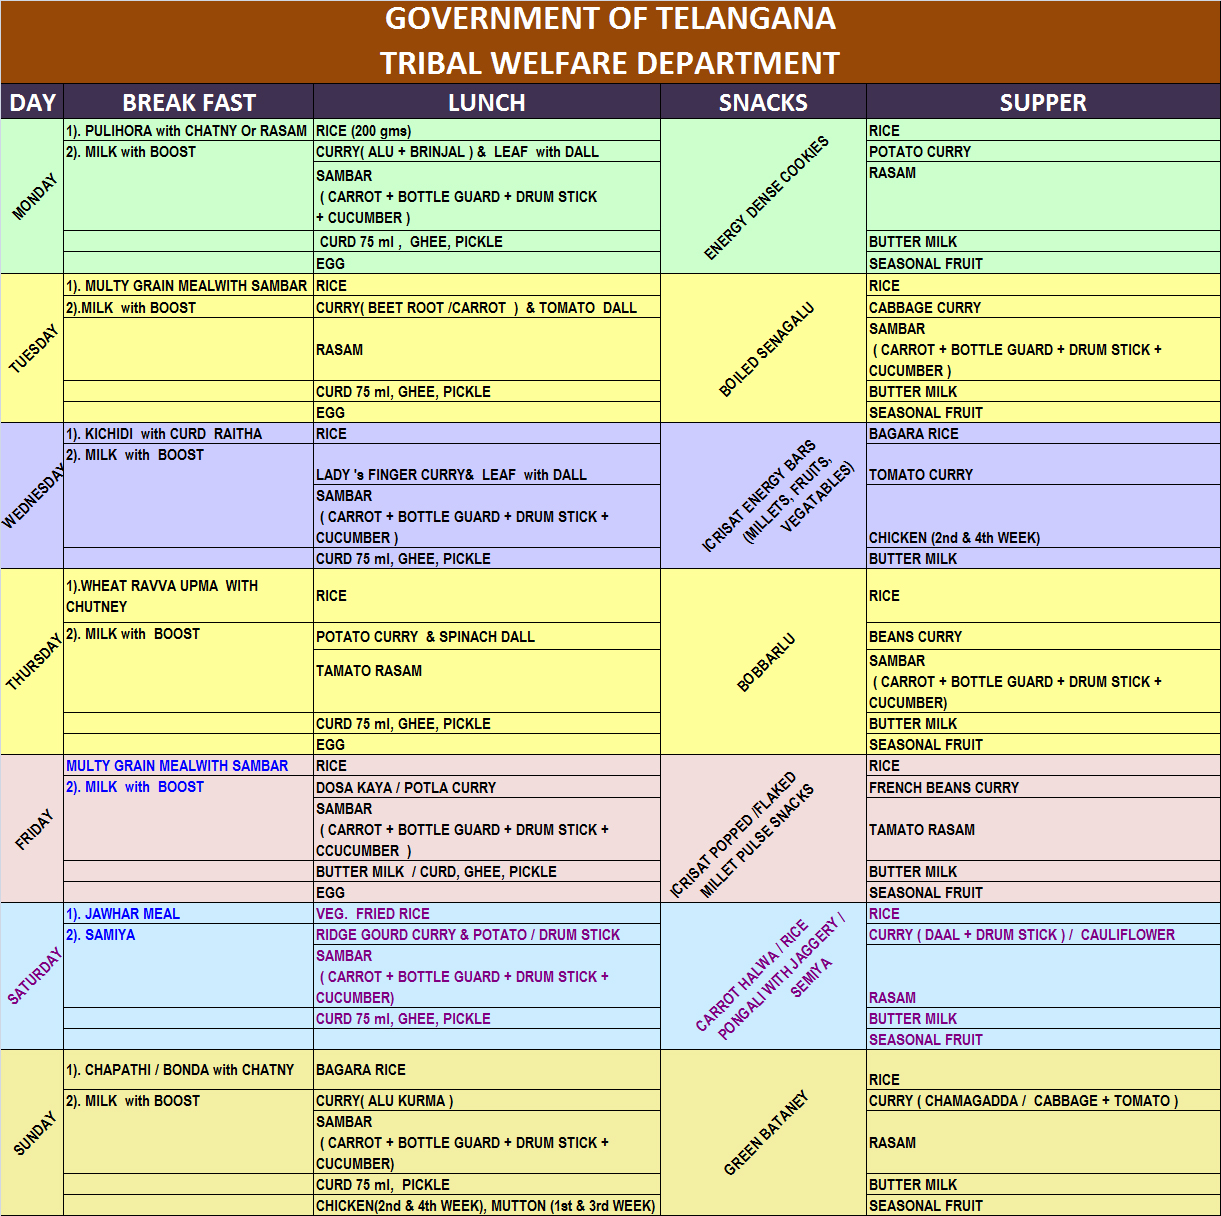 GOVERNMENT OF TELANGANA
TRIBAL WELFARE DEPARTMENT
DAY BREAK FAST LUNCH SNACKS SUPPER
MONDAY
1). PULIHORA with CHATNY Or RASAM
2). MILK with BOOST
RICE (200 gms)
CURRY( ALU + BRINJAL ) & LEAF with DALL
SAMBAR
( CARROT + BOTTLE GUARD + DRUM STICK
+ CUCUMBER )
CURD 75 ml , GHEE, PICKLE
EGG
ENERGY DENSE COOKIES
RICE
POTATO CURRY
RASAM
BUTTER MILK
SEASONAL FRUIT
TUESDAY
1). MULTY GRAIN MEALWITH SAMBAR
2).MILK with BOOST
RICE
CURRY( BEET ROOT /CARROT ) & TOMATO DALL
RASAM
CURD 75 ml, GHEE, PICKLE
EGG
BOILED SENAGALU
RICE
CABBAGE CURRY
SAMBAR
( CARROT + BOTTLE GUARD + DRUM STICK +
CUCUMBER )
BUTTER MILK
SEASONAL FRUIT
WEDNESDAY
1). KICHIDI with CURD RAITHA
2). MILK with BOOST
RICE
LADY 's FINGER CURRY& LEAF with DALL
SAMBAR
( CARROT + BOTTLE GUARD + DRUM STICK +
CUCUMBER )
CURD 75 ml, GHEE, PICKLE
ICRISAT ENERGY BARS
(MILLETS, FRUITS,
VEGATABLES)
BAGARA RICE
TOMATO CURRY
CHICKEN (2nd & 4th WEEK)
BUTTER MILK
THURSDAY
1).WHEAT RAVVA UPMA WITH
CHUTNEY
2). MILK with BOOST
RICE
POTATO CURRY & SPINACH DALL
TAMATO RASAM
CURD 75 ml, GHEE, PICKLE
EGG
BOBBARLU
RICE
BEANS CURRY
SAMBAR
( CARROT + BOTTLE GUARD + DRUM STICK +
CUCUMBER)
BUTTER MILK
SEASONAL FRUIT
FRIDAY
MULTY GRAIN MEALWITH SAMBAR
2). MILK with BOOST
RICE
DOSA KAYA / POTLA CURRY
SAMBAR
( CARROT + BOTTLE GUARD + DRUM STICK +
CCUCUMBER )
BUTTER MILK / CURD, GHEE, PICKLE
EGG
ICRISAT POPPED /FLAKED
MILLET PULSE SNACKS
RICE
FRENCH BEANS CURRY
TAMATO RASAM
BUTTER MILK
SEASONAL FRUIT
SATURDAY
1). JAWHAR MEAL
2). SAMIYA
VEG. FRIED RICE
RIDGE GOURD CURRY & POTATO / DRUM STICK
SAMBAR
( CARROT + BOTTLE GUARD + DRUM STICK +
CUCUMBER)
CURD 75 ml, GHEE, PICKLE
CARROT HALWA / RICE
PONGALI WITH JAGGERY /
SEMIYA
RICE
CURRY ( DAAL + DRUM STICK ) / CAULIFLOWER
RASAM
BUTTER MILK
SEASONAL FRUIT
SUNDAY
1). CHAPATHI / BONDA with CHATNY
2). MILK with BOOST
BAGARA RICE
CURRY( ALU KURMA )
SAMBAR
( CARROT + BOTTLE GUARD + DRUM STICK +
CUCUMBER)
CURD 75 ml, PICKLE
CHICKEN(2nd & 4th WEEK), MUTTON (1st & 3rd WEEK)
GREEN BATANEY
RICE
CURRY ( CHAMAGADDA / CABBAGE + TOMATO )
RASAM
BUTTER MILK
SEASONAL FRUIT